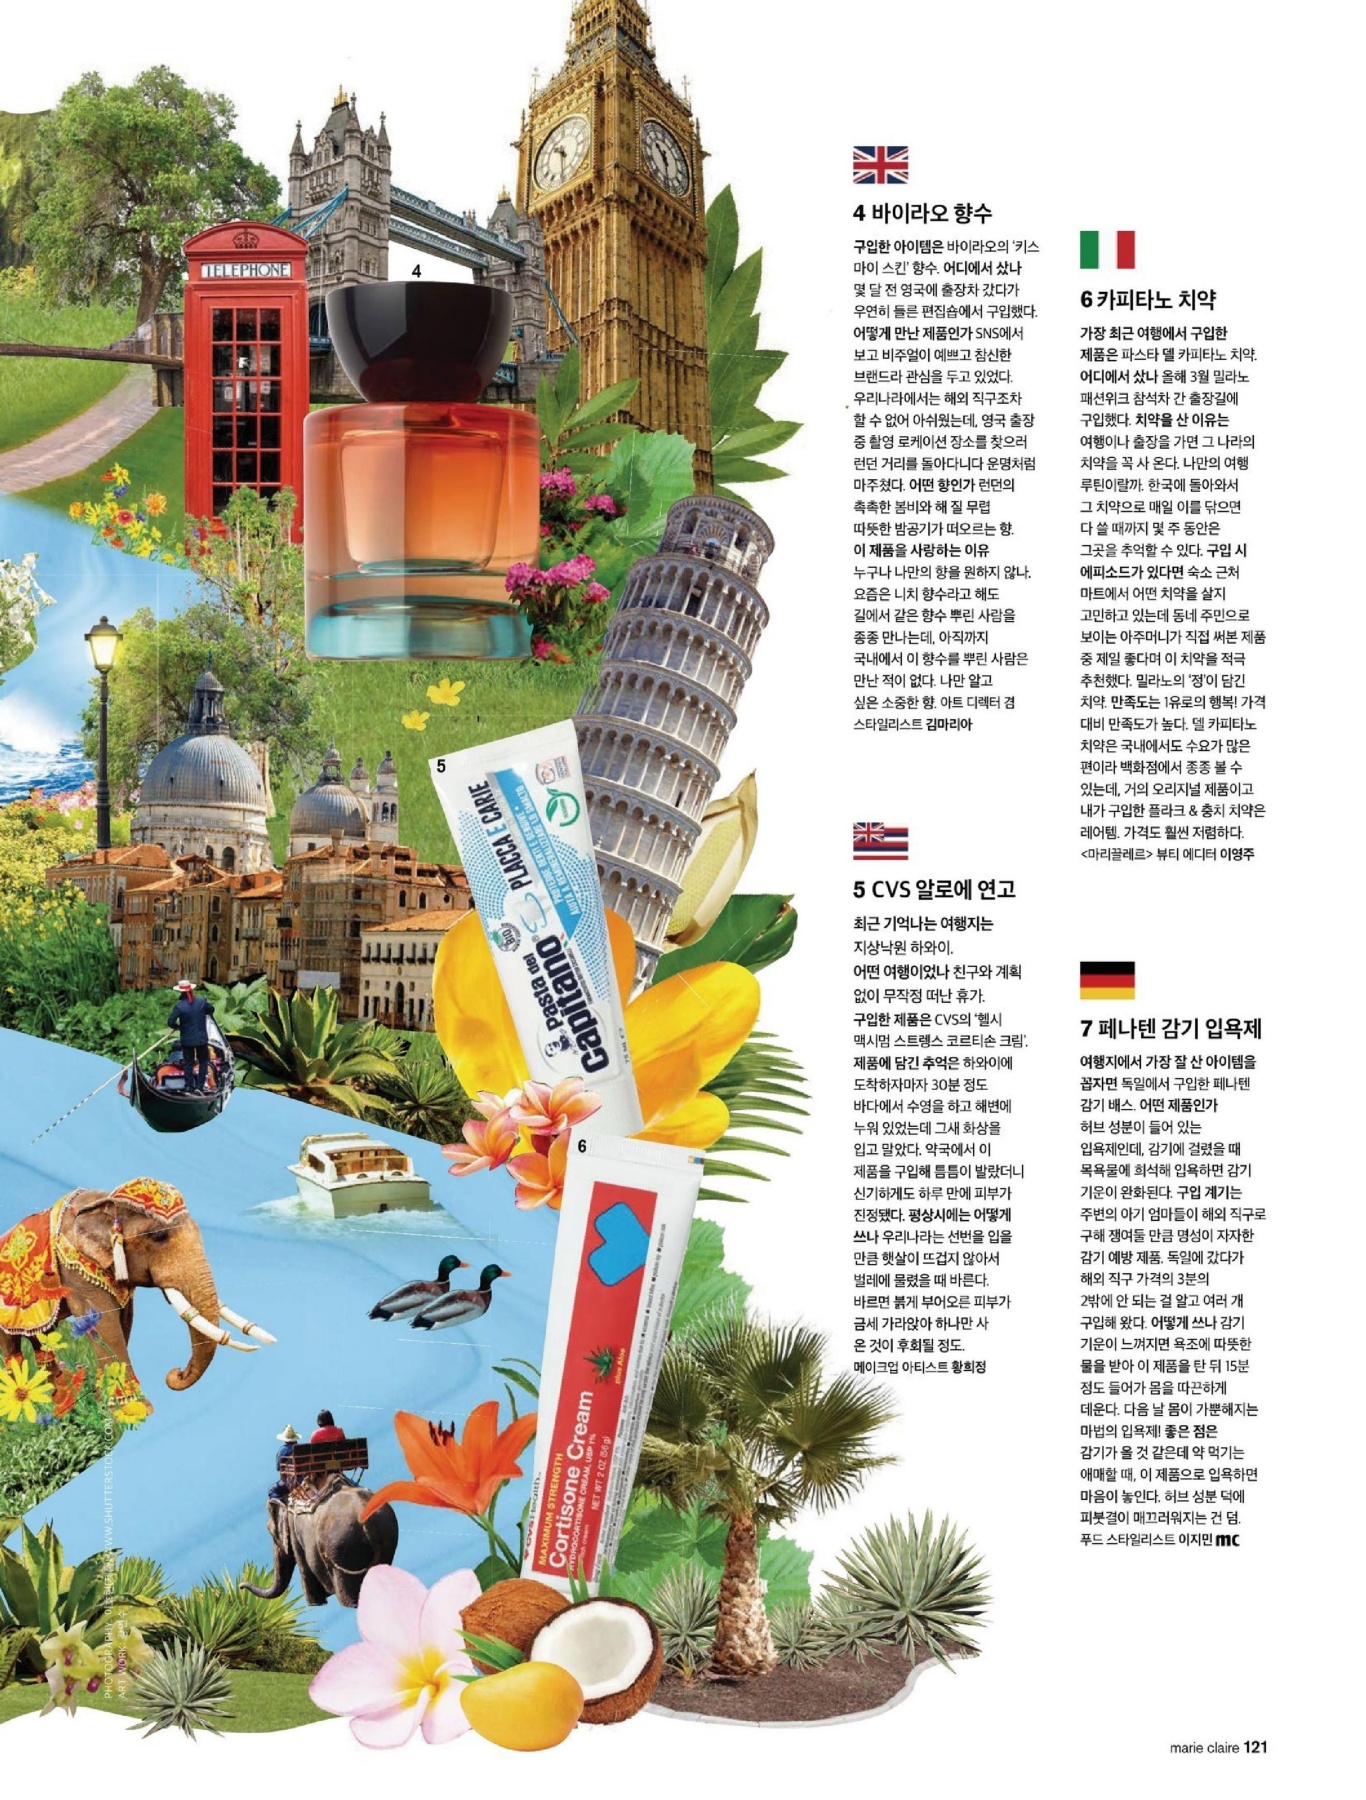 TELEPHONE
4
5
PLACCA E CARIE
Pasta del
Capitano
BIO
6
plus Aloe
MAXIMUM STRENGTH
Cortisone Cream
HYDROCORTISONE CREAM, USP 1%
NET WT 2 OZ (56 g)
4 바이라오 향수
구입한 아이템은 바이라오의 ‘키스
마이 스킨’ 향수. 어디에서 샀나
몇 달 전 영국에 출장차 갔다가
우연히 들른 편집숍에서 구입했다.
어떻게 만난 제품인가 SNS에서
보고 비주얼이 예쁘고 참신한
브랜드라 관심을 두고 있었다.
우리나라에서는 해외 직구조차
할 수 없어 아쉬웠는데, 영국 출장
중 촬영 로케이션 장소를 찾으러
런던 거리를 돌아다니다 운명처럼
마주쳤다. 어떤 향인가 런던의
촉촉한 봄비와 해 질 무렵
따뜻한 밤공기가 떠오르는 향.
이 제품을 사랑하는 이유
누구나 나만의 향을 원하지 않나.
요즘은 니치 향수라고 해도
길에서 같은 향수 뿌린 사람을
종종 만나는데, 아직까지
국내에서 이 향수를 뿌린 사람은
만난 적이 없다. 나만 알고
싶은 소중한 향. 아트 디렉터 겸
스타일리스트 김마리아
5 CVS 알로에 연고
최근 기억나는 여행지는
지상낙원 하와이.
어떤 여행이었나 친구와 계획
없이 무작정 떠난 휴가.
구입한 제품은 CVS의 ‘헬시
맥시멈 스트렝스 코르티손 크림’.
제품에 담긴 추억은 하와이에
도착하자마자 30분 정도
바다에서 수영을 하고 해변에
누워 있었는데 그새 화상을
입고 말았다. 약국에서 이
제품을 구입해 틈틈이 발랐더니
신기하게도 하루 만에 피부가
진정됐다. 평상시에는 어떻게
쓰나 우리나라는 선번을 입을
만큼 햇살이 뜨겁지 않아서
벌레에 물렸을 때 바른다.
바르면 붉게 부어오른 피부가
금세 가라앉아 하나만 사
온 것이 후회될 정도.
메이크업 아티스트 황희정
6 카피타노 치약
가장 최근 여행에서 구입한
제품은 파스타 델 카피타노 치약.
어디에서 샀나 올해 3월 밀라노
패션위크 참석차 간 출장길에
구입했다. 치약을 산 이유는
여행이나 출장을 가면 그 나라의
치약을 꼭 사 온다. 나만의 여행
루틴이랄까. 한국에 돌아와서
그 치약으로 매일 이를 닦으면
다 쓸 때까지 몇 주 동안은
그곳을 추억할 수 있다. 구입 시
에피소드가 있다면 숙소 근처
마트에서 어떤 치약을 살지
고민하고 있는데 동네 주민으로
보이는 아주머니가 직접 써본 제품
중 제일 좋다며 이 치약을 적극
추천했다. 밀라노의 ‘정’이 담긴
치약. 만족도는 1유로의 행복! 가격
대비 만족도가 높다. 델 카피타노
치약은 국내에서도 수요가 많은
편이라 백화점에서 종종 볼 수
있는데, 거의 오리지널 제품이고
내가 구입한 플라크 & 충치 치약은
레어템. 가격도 훨씬 저렴하다.
<마리끌레르> 뷰티 에디터 이영주
7 페나텐 감기 입욕제
여행지에서 가장 잘 산 아이템을
꼽자면 독일에서 구입한 페나텐
감기 배스. 어떤 제품인가
허브 성분이 들어 있는
입욕제인데, 감기에 걸렸을 때
목욕물에 희석해 입욕하면 감기
기운이 완화된다. 구입 계기는
주변의 아기 엄마들이 해외 직구로
구해 쟁여둘 만큼 명성이 자자한
감기 예방 제품. 독일에 갔다가
해외 직구 가격의 3분의
2밖에 안 되는 걸 알고 여러 개
구입해 왔다. 어떻게 쓰나 감기
기운이 느껴지면 욕조에 따뜻한
물을 받아 이 제품을 탄 뒤 15분
정도 들어가 몸을 따끈하게
데운다. 다음 날 몸이 가뿐해지는
마법의 입욕제! 좋은 점은
감기가 올 것 같은데 약 먹기는
애매할 때, 이 제품으로 입욕하면
마음이 놓인다. 허브 성분 덕에
피붓결이 매끄러워지는 건 덤.
푸드 스타일리스트 이지민 mc
marie claire 121